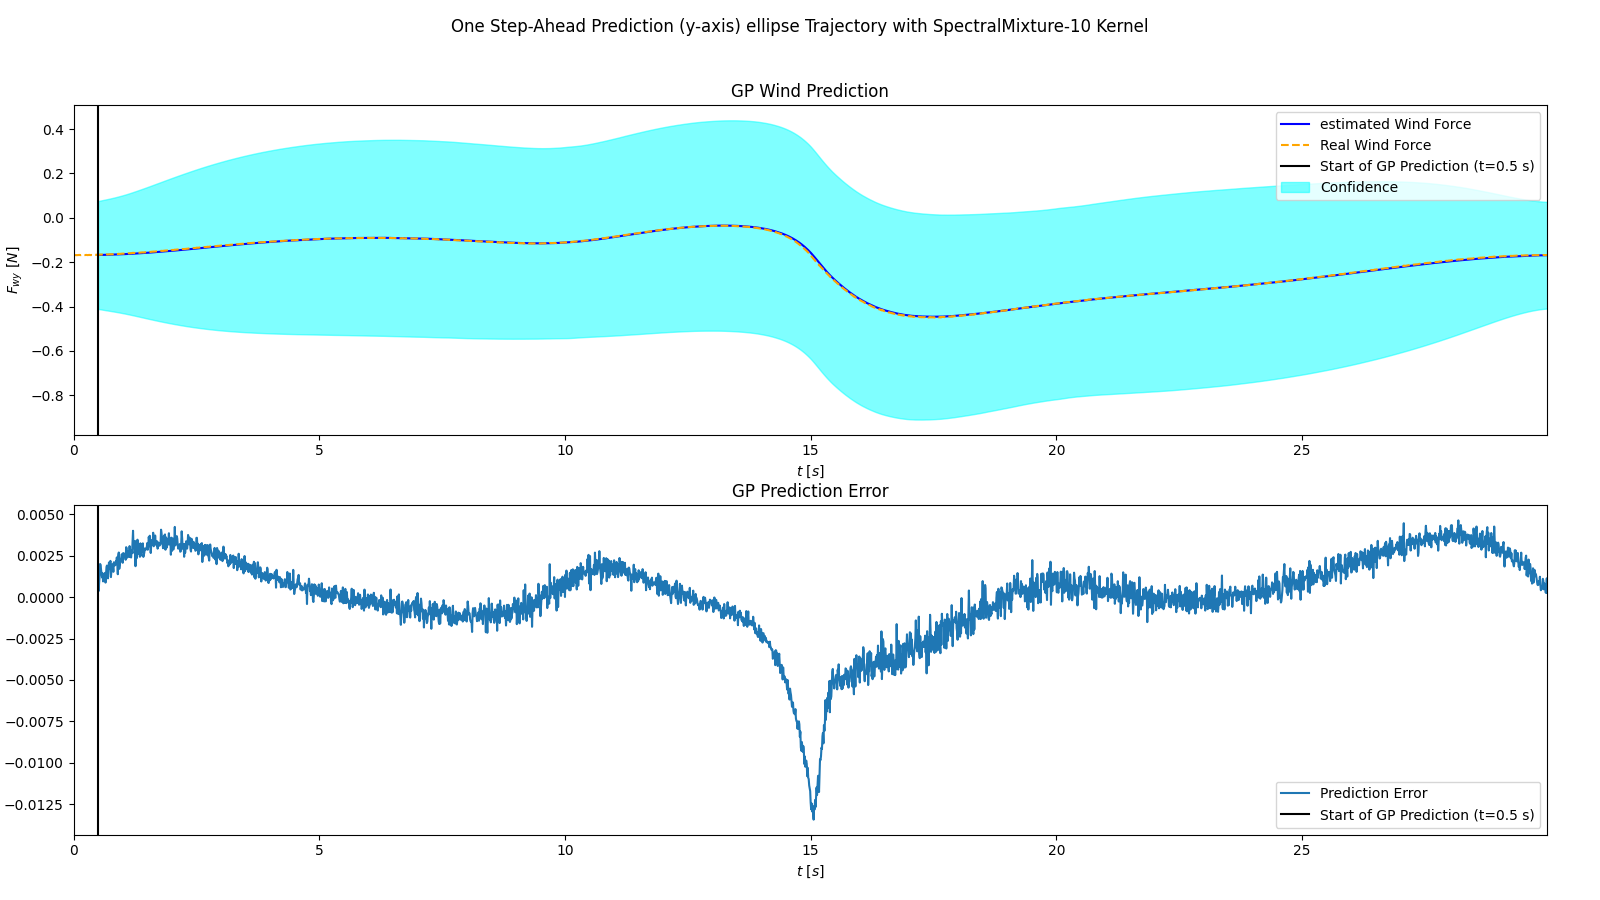 One Step-Ahead Prediction (y-axis) ellipse Trajectory with SpectralMixture-10 Kernel
GP Wind Prediction
0.4
0.2
0.0
−0.2
−0.4
−0.6
−0.8
F_{wy} [N]
estimated Wind Force
Real Wind Force
Start of GP Prediction (t=0.5 s)
Confidence
0 5 10 15 20 25
t [s]
GP Prediction Error
0.0050
0.0025
0.0000
−0.0025
−0.0050
−0.0075
−0.0100
−0.0125
Prediction Error
Start of GP Prediction (t=0.5 s)
0 5 10 15 20 25
t [s]